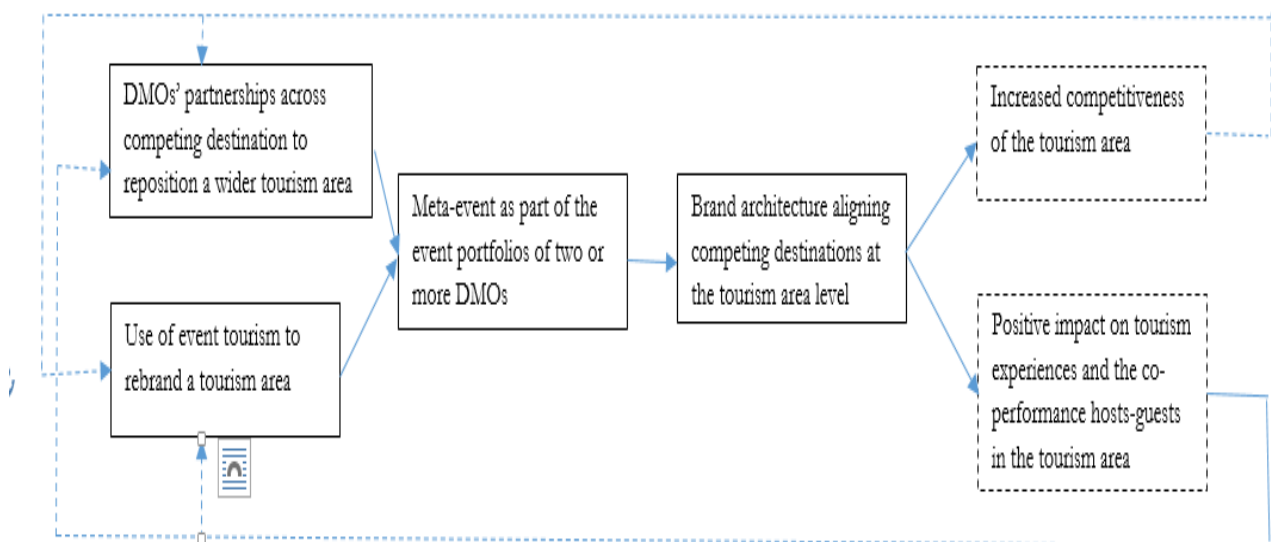 DMOs' partnerships across
competing destination to
reposition a wider tourism area
Use of event tourism to
rebrand a tourism area
Meta-event as part of the
event portfolios of two or
more DMOs
Brand architecture aligning
competing destinations at
the tourism area level
Increased competitiveness
of the tourism area
Positive impact on tourism
experiences and the co-
performance hosts-guests
in the tourism area